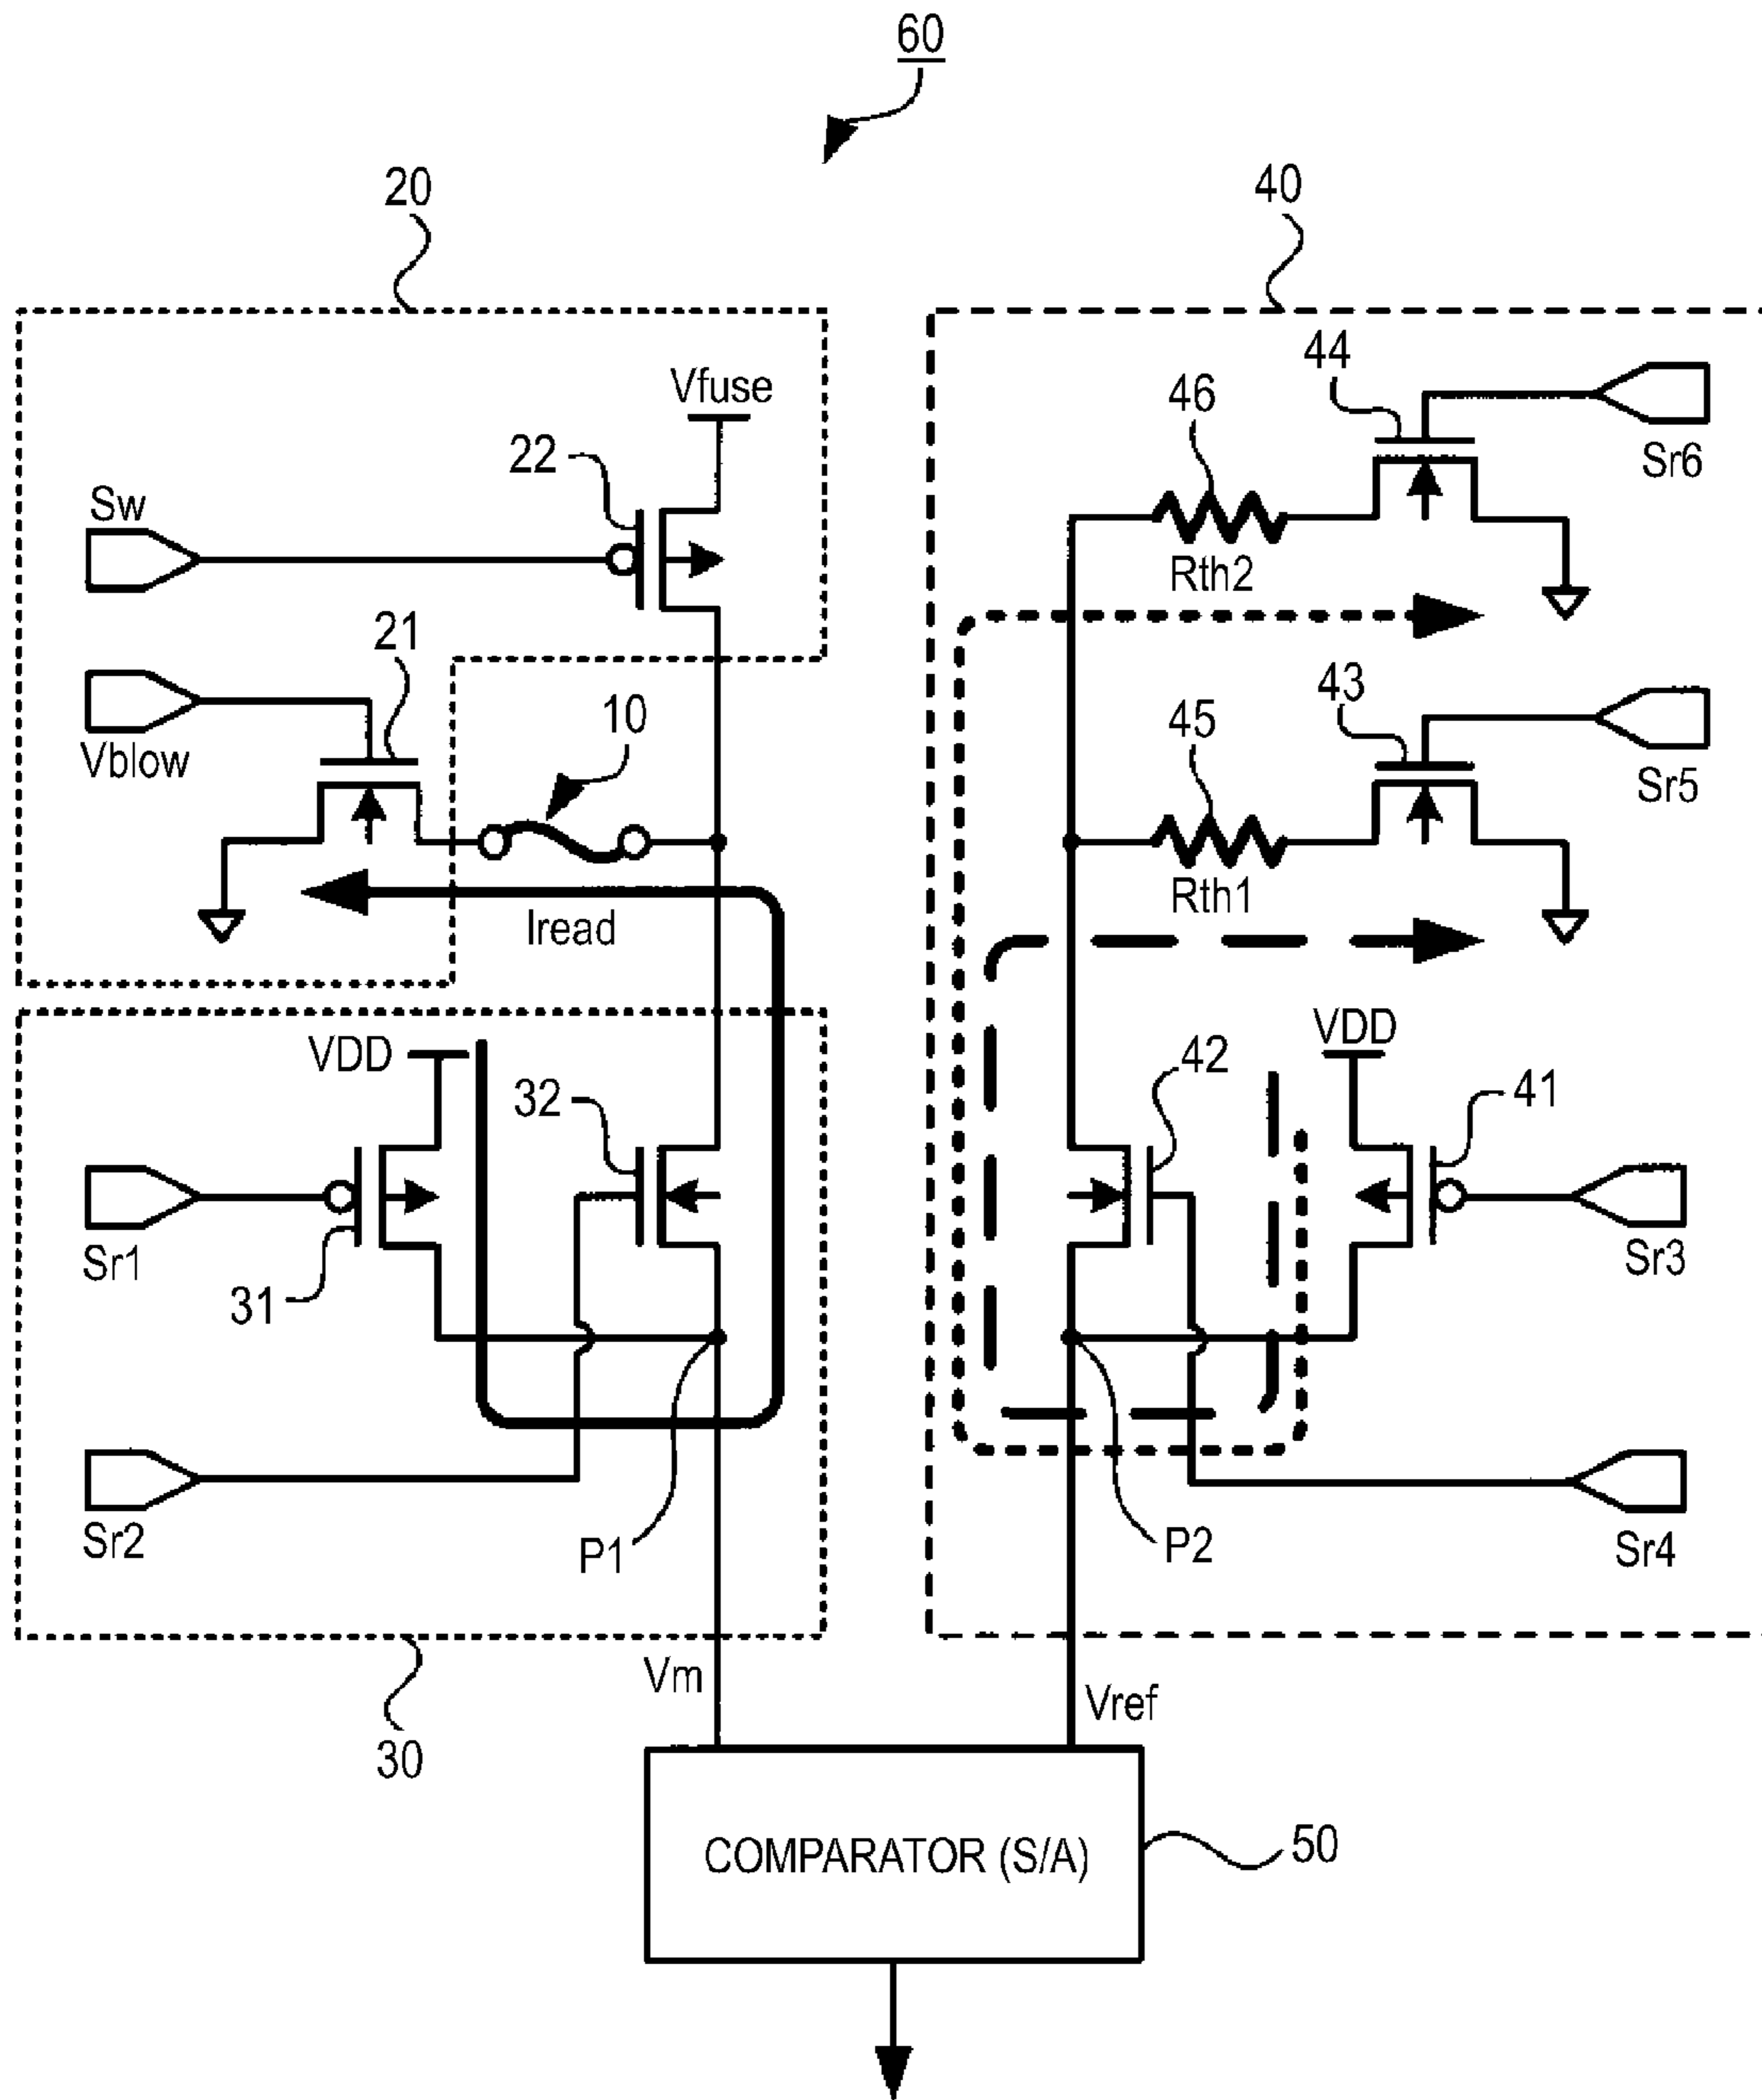 60
20
40
44
Vfuse
46
22
Sr6
Sw
Rth2
21
43
10
45
Vblow
Sr5
Rth1
Iread
VDD
VDD
42
32
41
Sr1
Sr3
31
Sr2
P1
P2
Sr4
Vm
Vref
30
COMPARATOR (S/A)
50